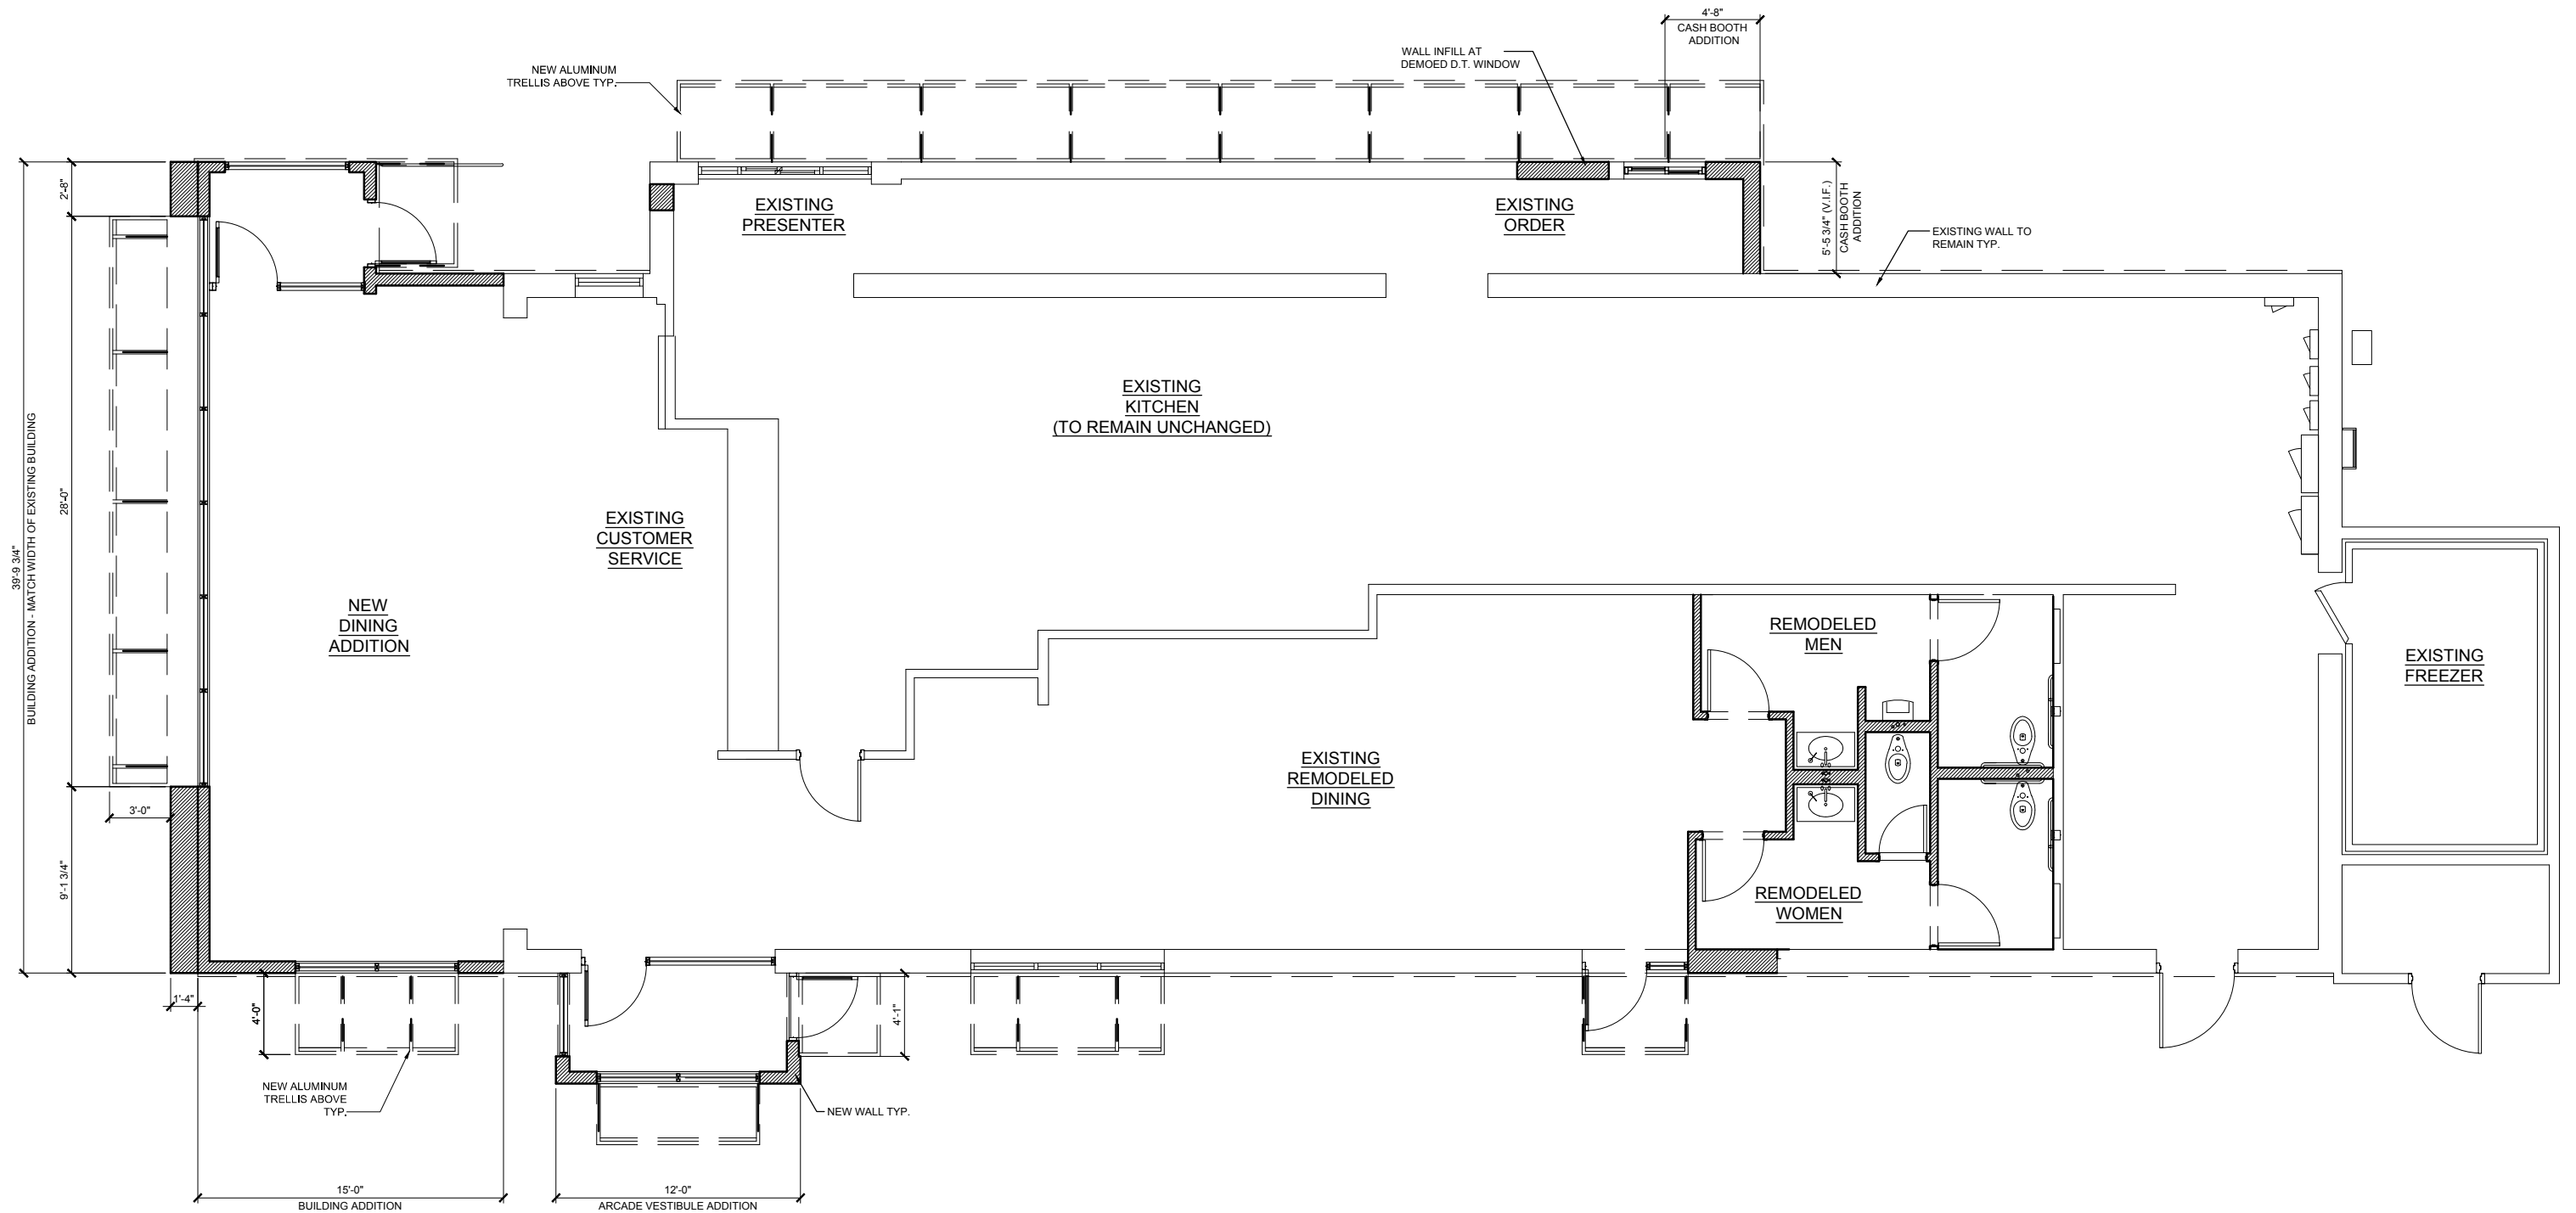 4'-8"
CASH BOOTH
ADDITION
WALL INFILL AT
DEMOED D.T. WINDOW
NEW ALUMINUM
TRELLIS ABOVE TYP.
2'-8"
EXISTING
PRESENTER
EXISTING
ORDER
5'-5 3/4" (V.I.F.)
CASH BOOTH
ADDITION
EXISTING WALL TO
REMAIN TYP.
EXISTING
KITCHEN
(TO REMAIN UNCHANGED)
39'-9 3/4"
BUILDING ADDITION - MATCH WIDTH OF EXISTING BUILDING
28'-0"
EXISTING
CUSTOMER
SERVICE
NEW
DINING
ADDITION
REMODELED
MEN
EXISTING
FREEZER
EXISTING
REMODELED
DINING
3'-0"
9'-1 3/4"
REMODELED
WOMEN
1'-4"
4'-0"
4'-1"
NEW ALUMINUM
TRELLIS ABOVE
TYP.
NEW WALL TYP.
15'-0"
BUILDING ADDITION
12'-0"
ARCADE VESTIBULE ADDITION